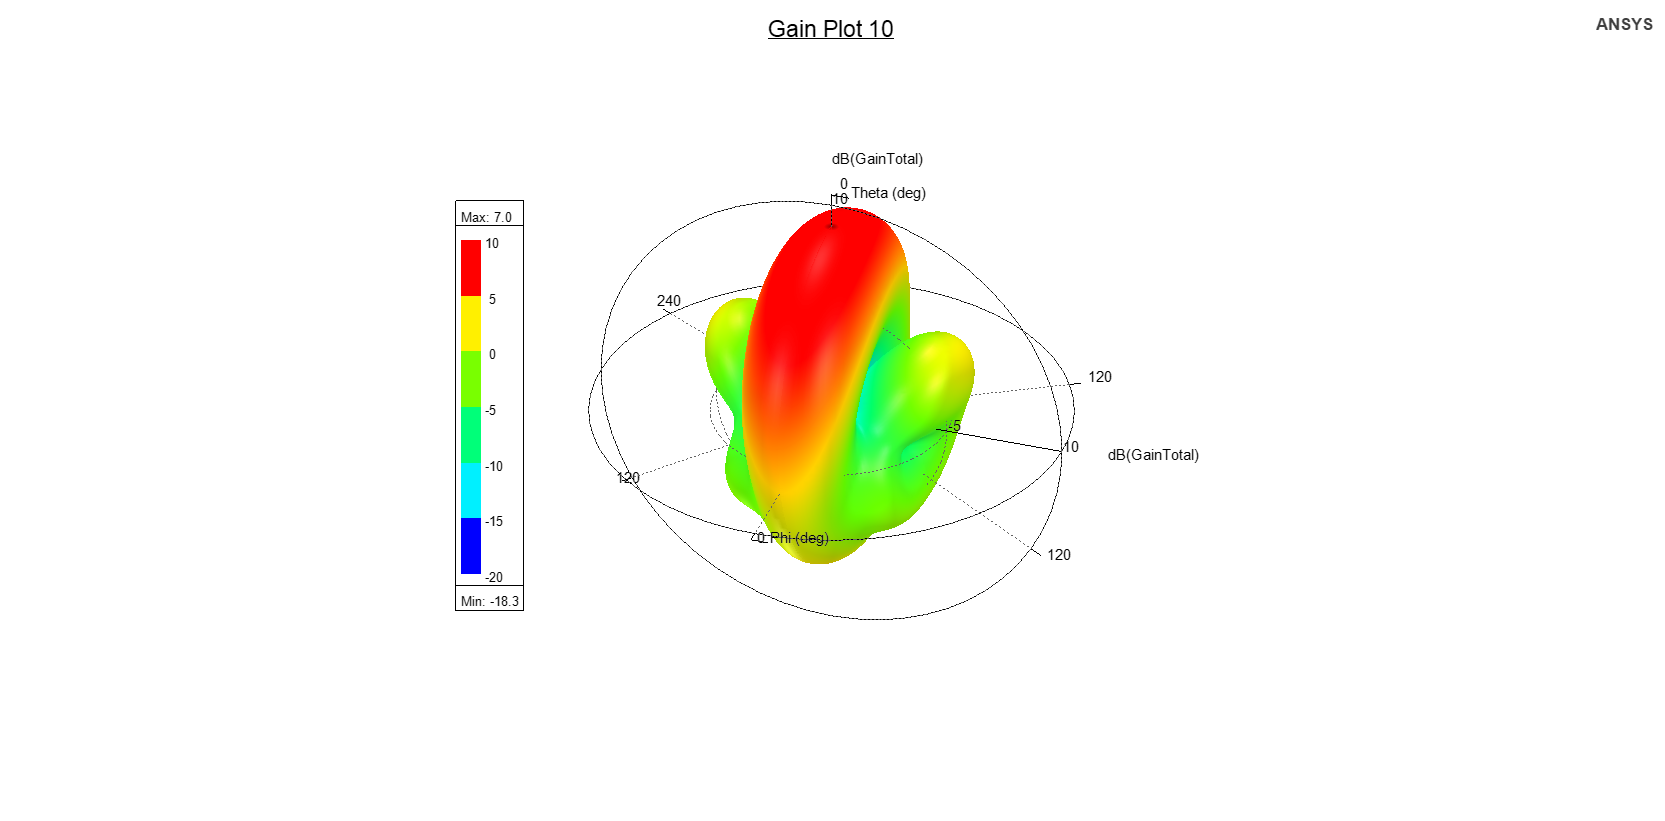 Gain Plot 10
ANSYS
dB(GainTotal)
0
Theta (deg)
10
Max: 7.0
10
5
0
-5
-10
-15
-20
Min: -18.3
240
120
-5
10
dB(GainTotal)
120
0 Phi (deg)
120